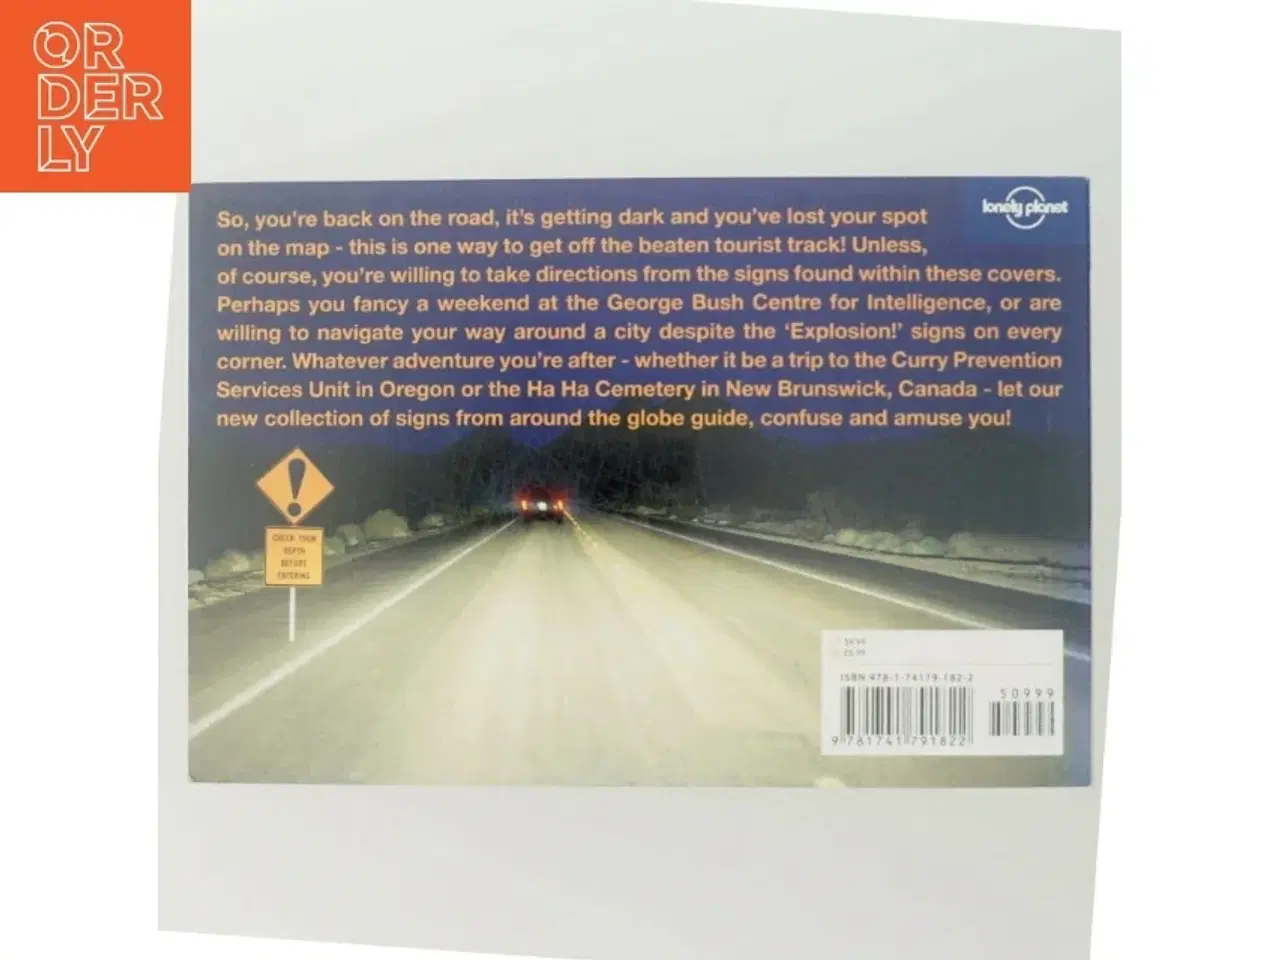 ORDERLY
lonely planet
So, you're back on the road, it's getting dark and you've lost your spot
on the map - this is one way to get off the beaten tourist track! Unless,
of course, you're willing to take directions from the signs found within these covers.
Perhaps you fancy a weekend at the George Bush Centre for Intelligence, or are
willing to navigate your way around a city despite the ‘Explosion!’ signs on every
corner. Whatever adventure you're after - whether it be a trip to the Curry Prevention
Services Unit in Oregon or the Ha Ha Cemetery in New Brunswick, Canada - let our
new collection of signs from around the globe guide, confuse and amuse you!
!
CHECK YOUR
DEPTH
BEFORE
ENTERING
ISBN 978-1-74179-182-2
50999
9 781741 791822